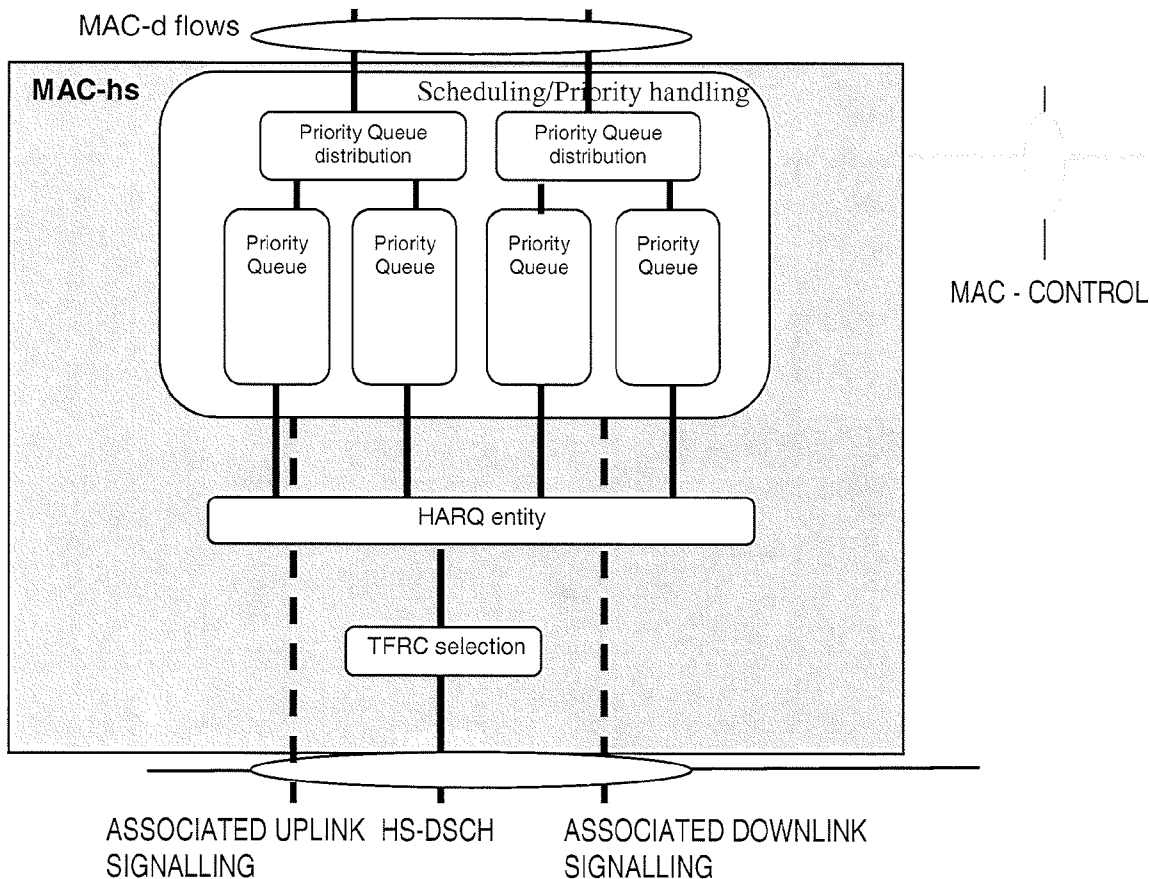 MAC-d flows
MAC-hs
Scheduling/Priority handling
Priority Queue
distribution
Priority Queue
distribution
Priority
Queue
Priority
Queue
Priority
Queue
Priority
Queue
MAC - CONTROL
HARQ entity
TFRC selection
ASSOCIATED UPLINK
SIGNALLING
HS-DSCH
ASSOCIATED DOWNLINK
SIGNALLING